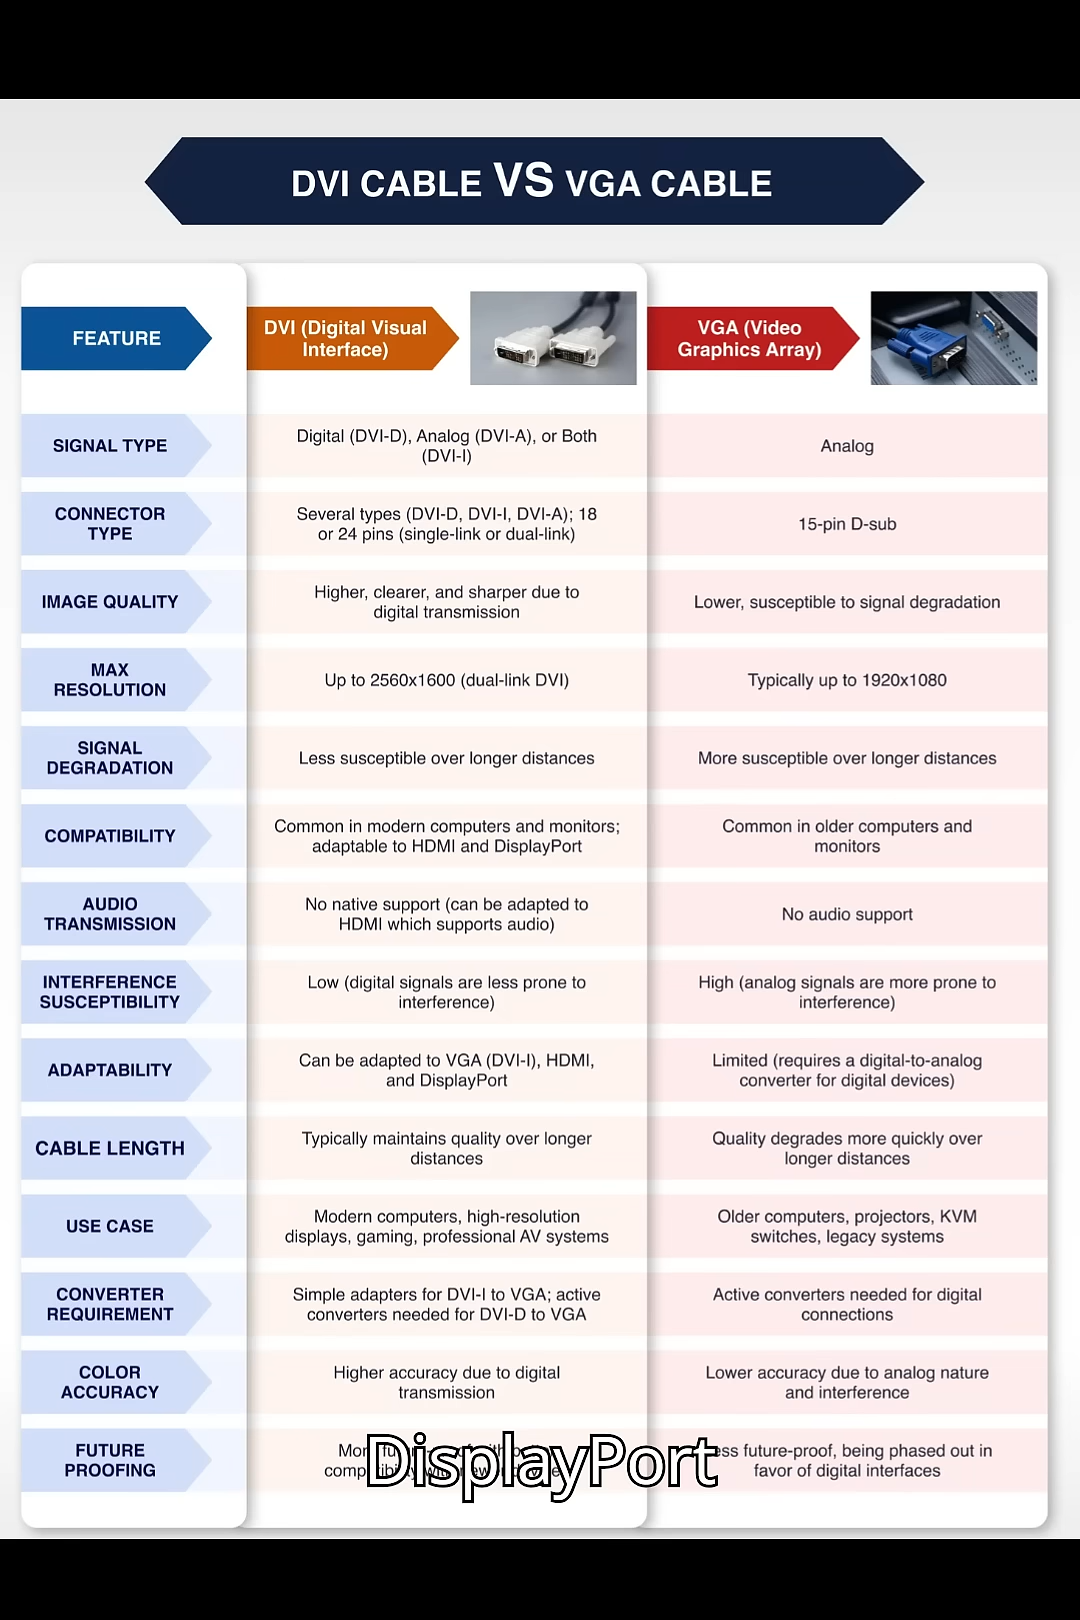 DVI CABLE VS VGA CABLE
FEATURE
DVI (Digital Visual
Interface)
VGA (Video
Graphics Array)
SIGNAL TYPE
Digital (DVI-D), Analog (DVI-A), or Both
(DVI-I)
Analog
CONNECTOR
TYPE
Several types (DVI-D, DVI-I, DVI-A); 18
or 24 pins (single-link or dual-link)
15-pin D-sub
IMAGE QUALITY
Higher, clearer, and sharper due to
digital transmission
Lower, susceptible to signal degradation
MAX
RESOLUTION
Up to 2560x1600 (dual-link DVI)
Typically up to 1920x1080
SIGNAL
DEGRADATION
Less susceptible over longer distances
More susceptible over longer distances
COMPATIBILITY
Common in modern computers and monitors;
adaptable to HDMI and DisplayPort
Common in older computers and
monitors
AUDIO
TRANSMISSION
No native support (can be adapted to
HDMI which supports audio)
No audio support
INTERFERENCE
SUSCEPTIBILITY
Low (digital signals are less prone to
interference)
High (analog signals are more prone to
interference)
ADAPTABILITY
Can be adapted to VGA (DVI-I), HDMI,
and DisplayPort
Limited (requires a digital-to-analog
converter for digital devices)
CABLE LENGTH
Typically maintains quality over longer
distances
Quality degrades more quickly over
longer distances
USE CASE
Modern computers, high-resolution
displays, gaming, professional AV systems
Older computers, projectors, KVM
switches, legacy systems
CONVERTER
REQUIREMENT
Simple adapters for DVI-I to VGA; active
converters needed for DVI-D to VGA
Active converters needed for digital
connections
COLOR
ACCURACY
Higher accuracy due to digital
transmission
Lower accuracy due to analog nature
and interference
FUTURE
PROOFING
future-proof, being phased out in
favor of digital interfaces
DisplayPort